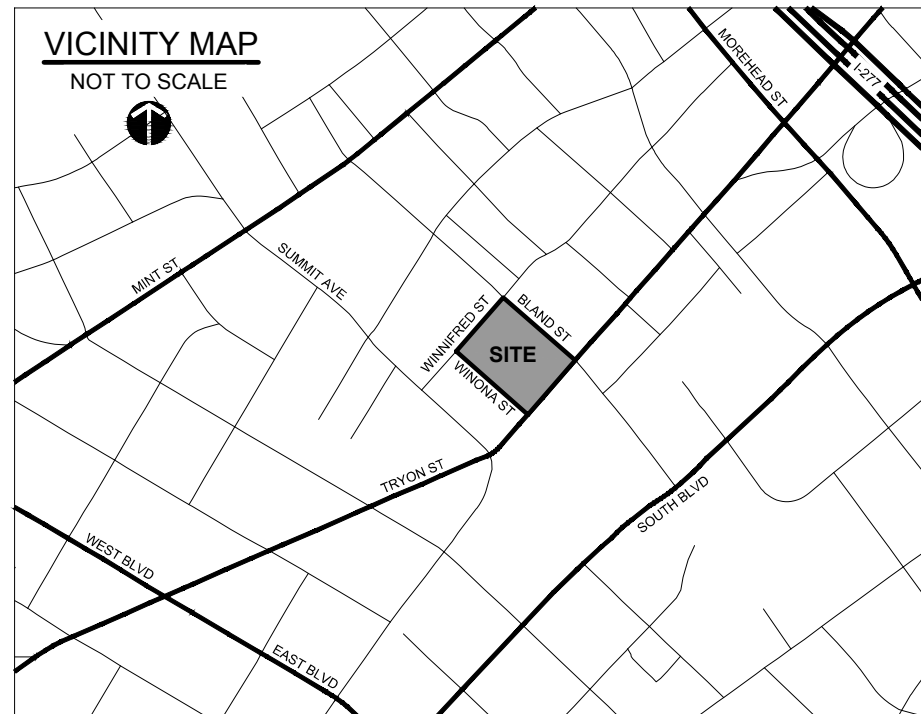 VICINITY MAP
NOT TO SCALE
MOREHEAD ST
I-277
MINT ST
SUMMIT AVE
WINNIFRED ST
BLAND ST
SITE
WINONA ST
TRYON ST
SOUTH BLVD
WEST BLVD
EAST BLVD